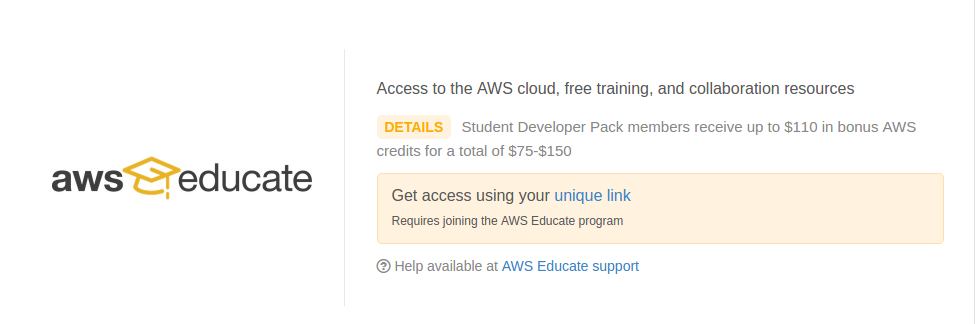 aws educate
Access to the AWS cloud, free training, and collaboration resources
DETAILS Student Developer Pack members receive up to $110 in bonus AWS
credits for a total of $75-$150
Get access using your unique link
Requires joining the AWS Educate program
Help available at AWS Educate support